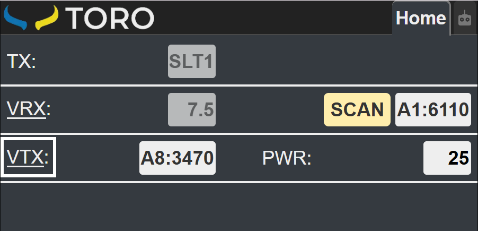 TORO Home
TX: SLT1
VRX: 7.5 SCAN A1:6110
VTX: A8:3470 PWR: 25